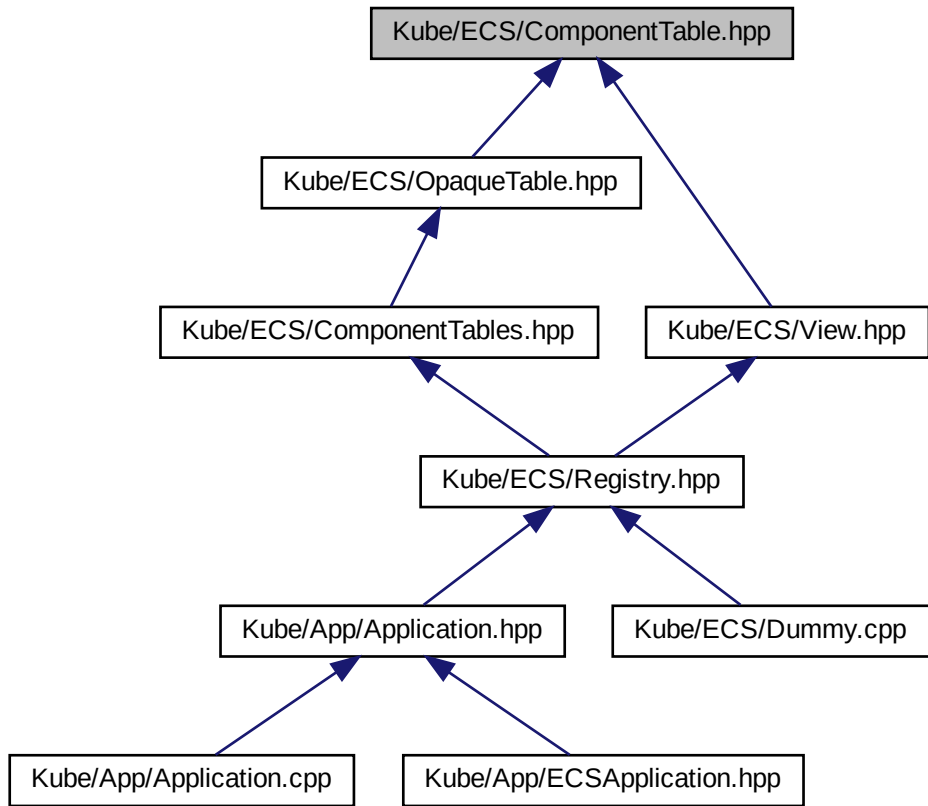 Kube/ECS/ComponentTable.hpp
Kube/ECS/OpaqueTable.hpp
Kube/ECS/ComponentTables.hpp
Kube/ECS/View.hpp
Kube/ECS/Registry.hpp
Kube/App/Application.hpp
Kube/ECS/Dummy.cpp
Kube/App/Application.cpp
Kube/App/ECSApplication.hpp